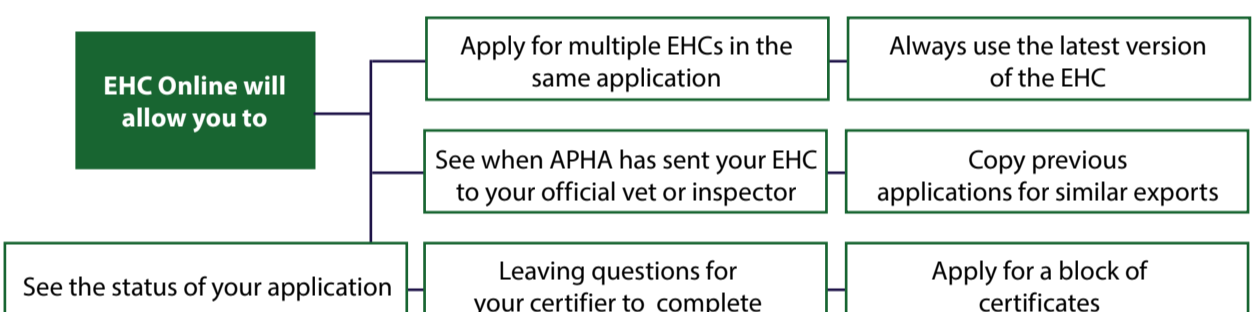 EHC Online will
allow you to
Apply for multiple EHCs in the
same application
Always use the latest version
of the EHC
See when APHA has sent your EHC
to your official vet or inspector
Copy previous
applications for similar exports
See the status of your application
Leaving questions for
your certifier to complete
Apply for a block of
certificates